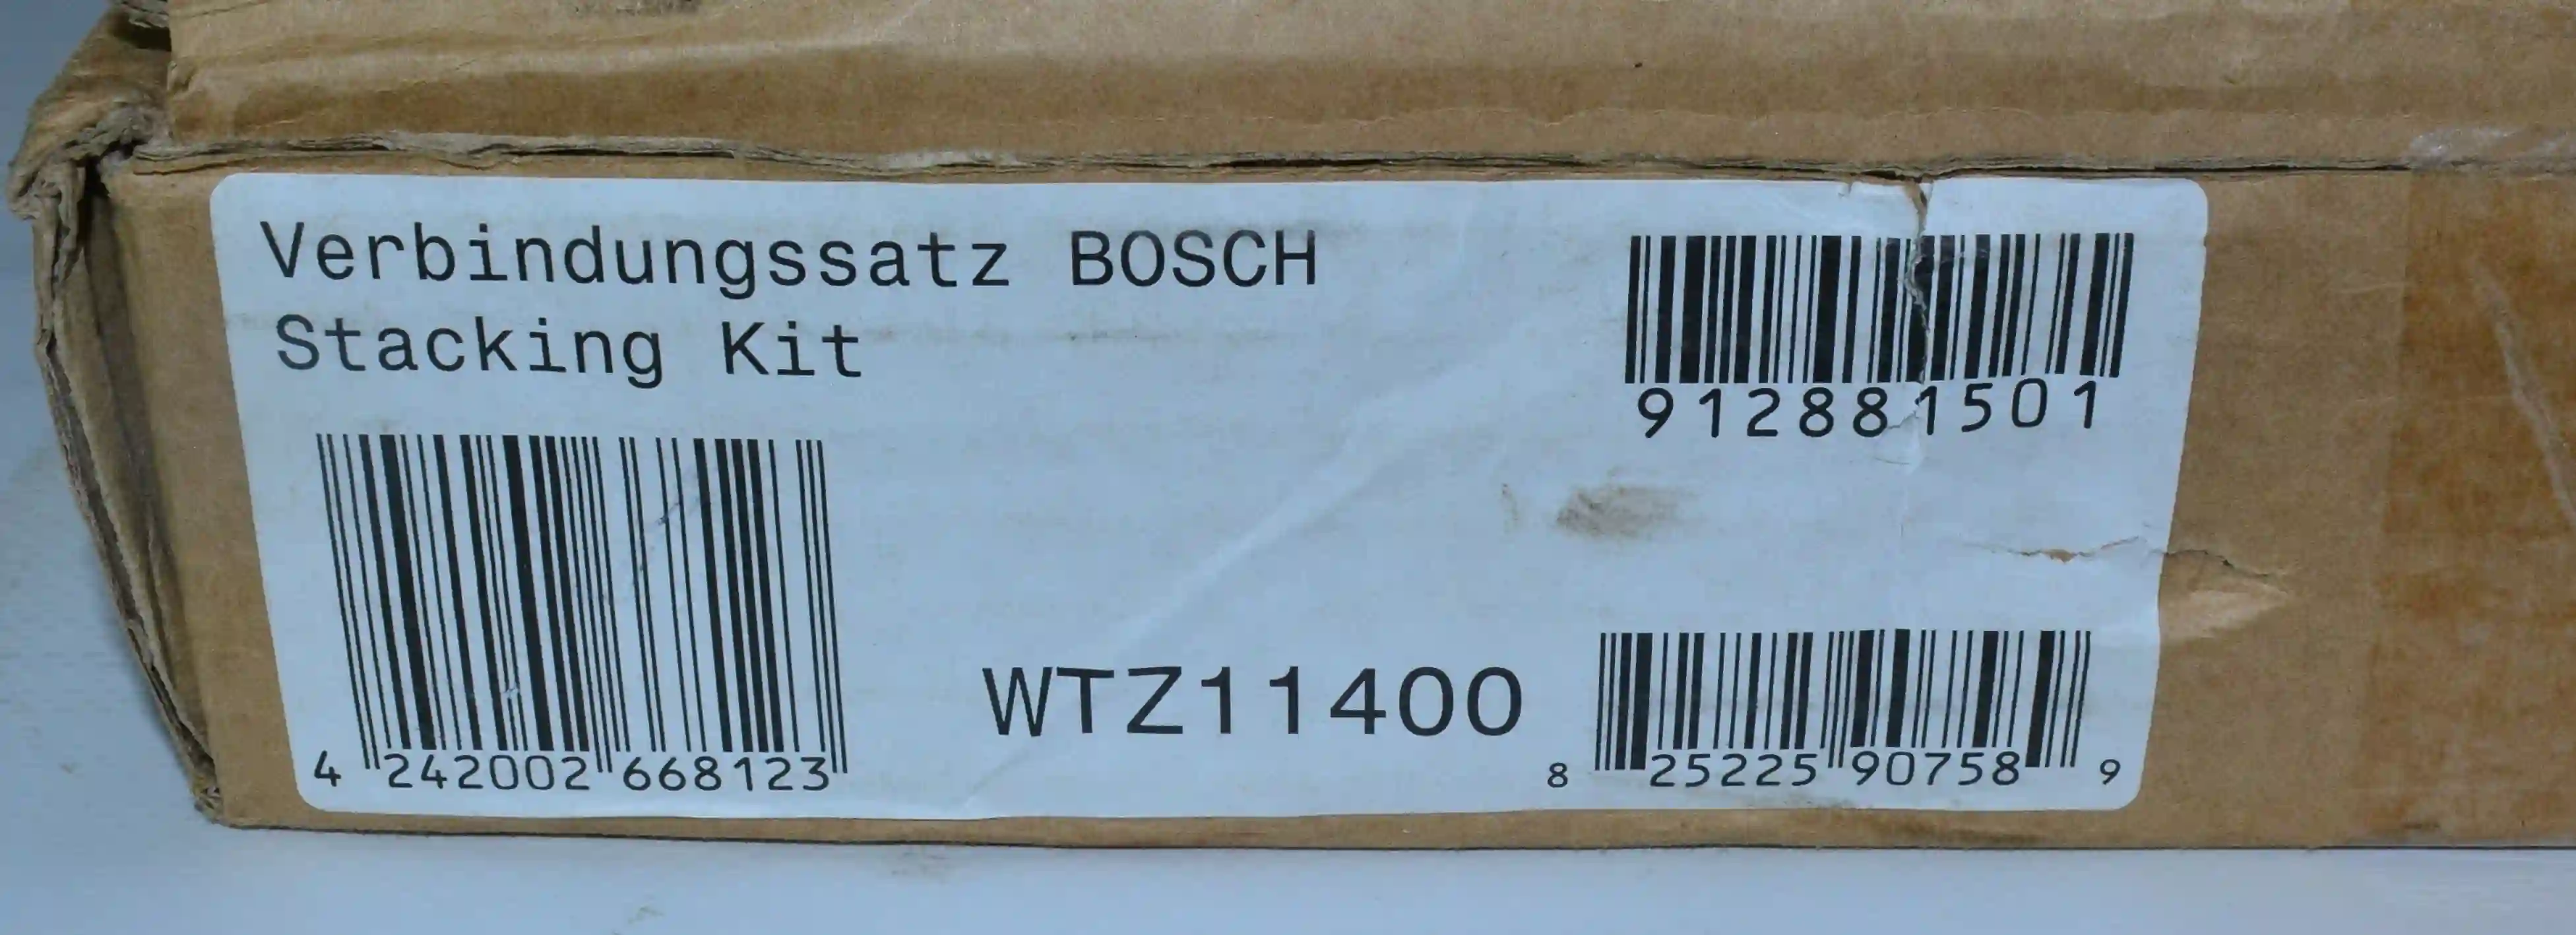 Verbindungssatz BOSCH
Stacking Kit
912881501
WTZ11400
4 242002 668123
8 25225 90758 9